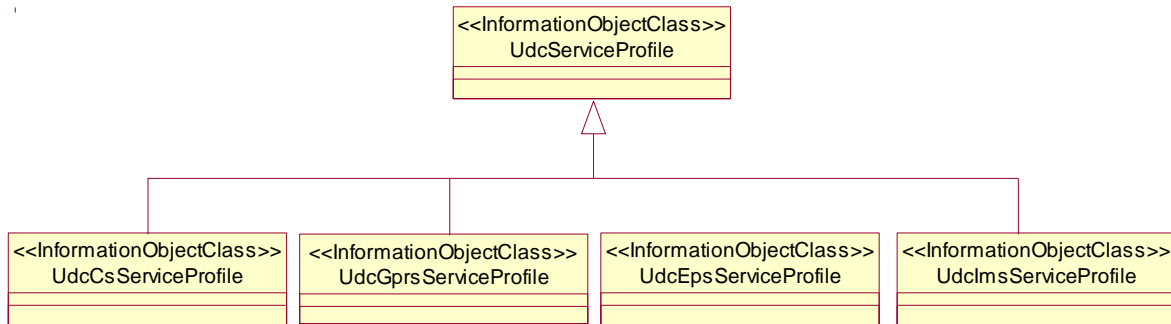 <<InformationObjectClass>>
UdcServiceProfile
<<InformationObjectClass>>
UdcCsServiceProfile
<<InformationObjectClass>>
UdcGprsServiceProfile
<<InformationObjectClass>>
UdcEpsServiceProfile
<<InformationObjectClass>>
UdcImsServiceProfile